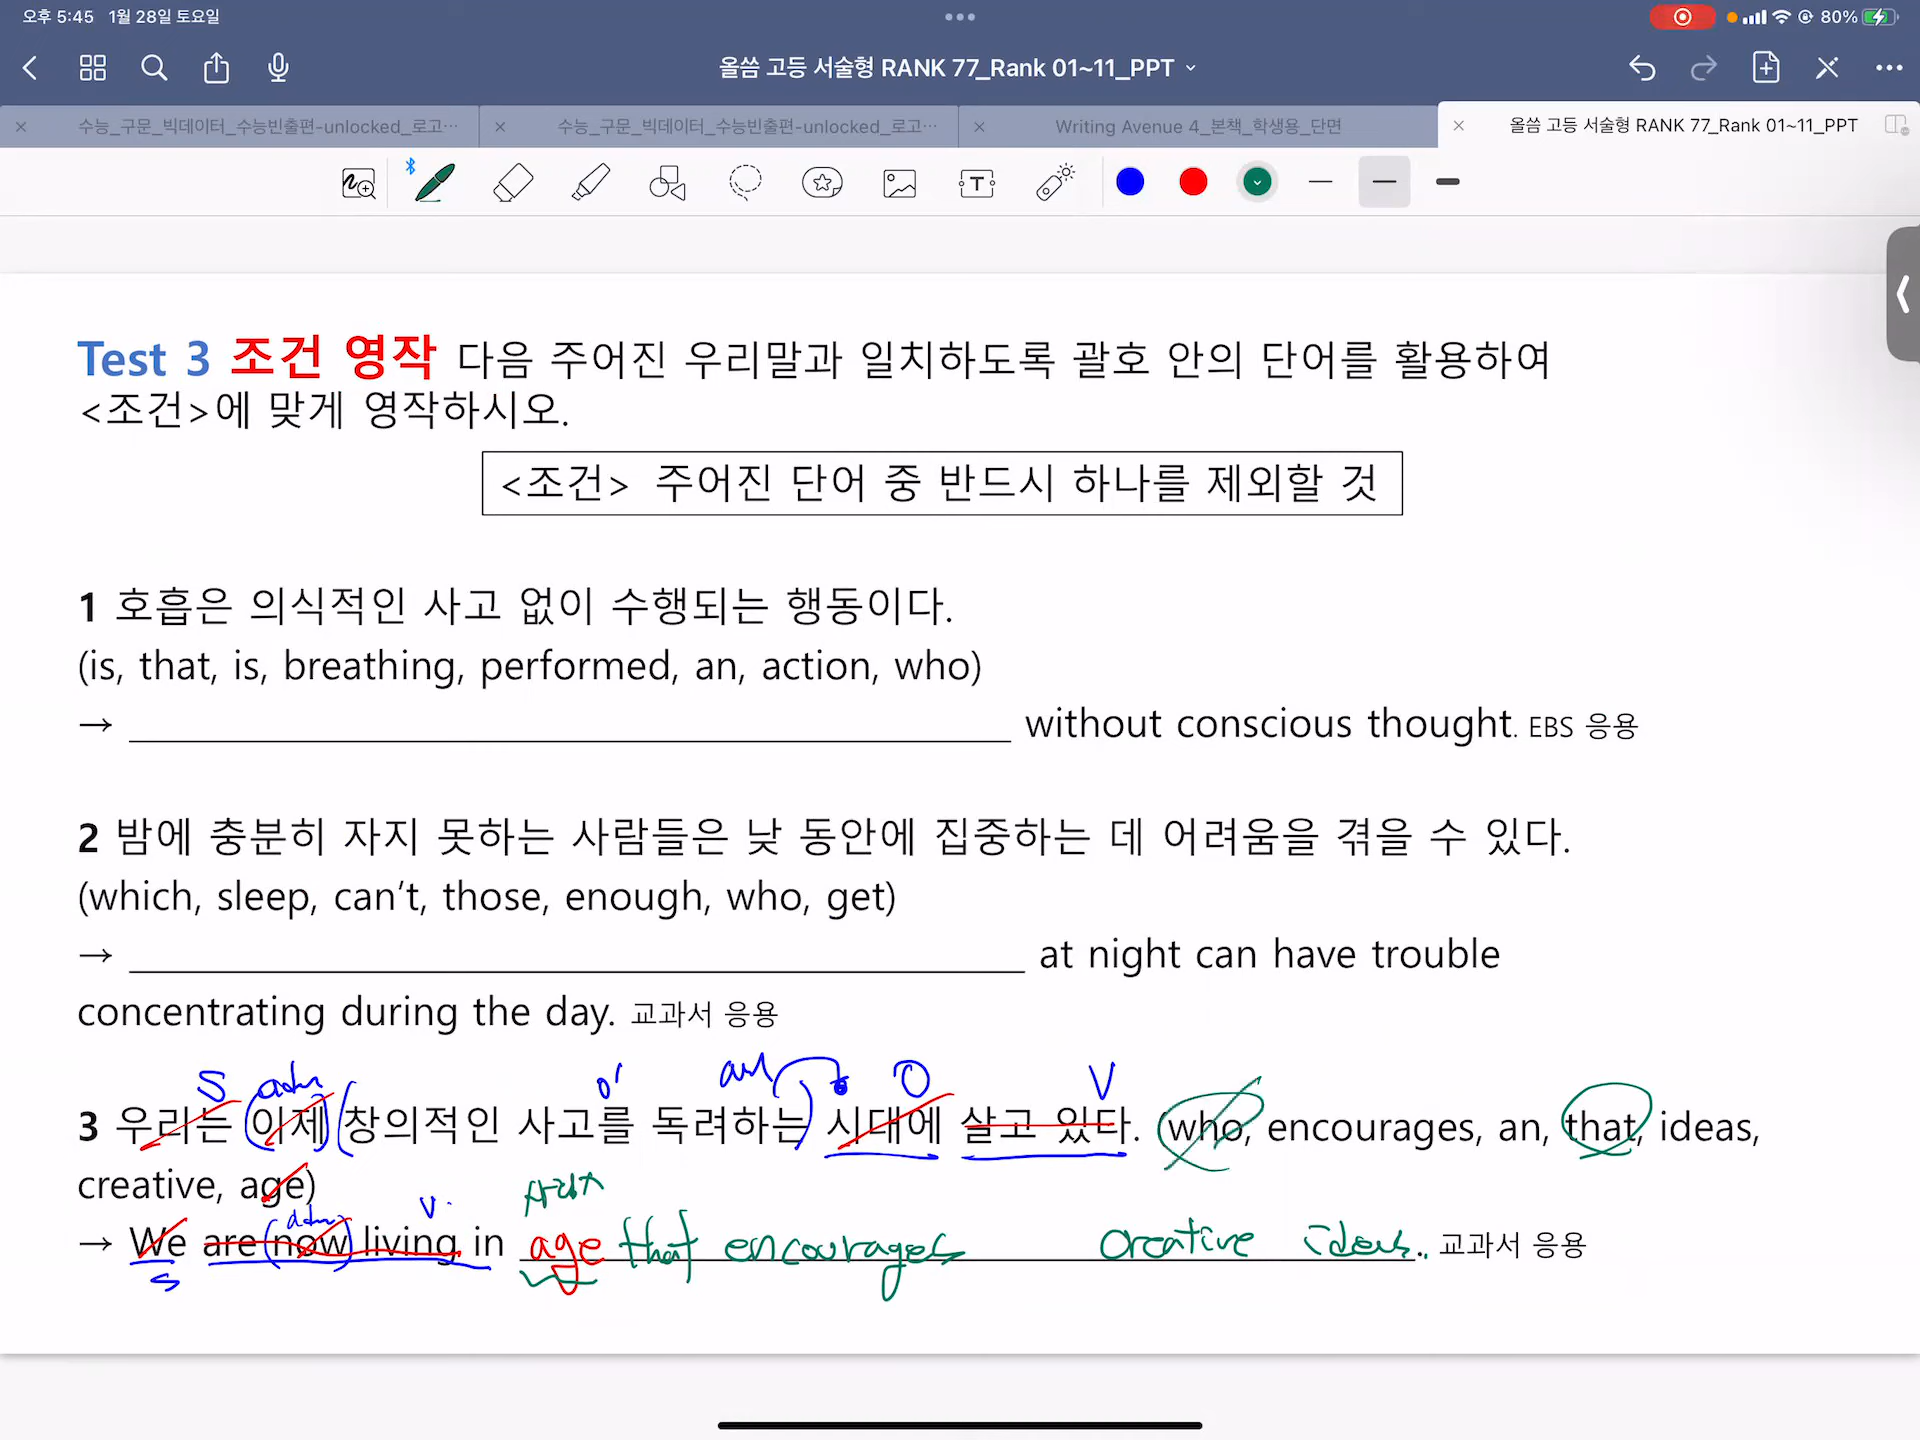 오후 5:45 1월 28일 토요일
80%
올씀 고등 서술형 RANK 77_Rank 01~11_PPT
수능_구문_빅데이터_수능빈출편-unlocked_로고…
수능_구문_빅데이터_수능빈출편-unlocked_로고…
Writing Avenue 4_본책_학생용_단면
올씀 고등 서술형 RANK 77_Rank 01~11_PPT
Test 3 조건 영작 다음 주어진 우리말과 일치하도록 괄호 안의 단어를 활용하여
<조건>에 맞게 영작하시오.
<조건> 주어진 단어 중 반드시 하나를 제외할 것
1 호흡은 의식적인 사고 없이 수행되는 행동이다.
(is, that, is, breathing, performed, an, action, who)
→ without conscious thought. EBS 응용
2 밤에 충분히 자지 못하는 사람들은 낮 동안에 집중하는 데 어려움을 겪을 수 있다.
(which, sleep, can't, those, enough, who, get)
→ at night can have trouble
concentrating during the day. 교과서 응용
S O' O V
3 우리는 이제 창의적인 사고를 독려하는 시대에 살고 있다. (who, encourages, an, that, ideas,
creative, age)
V
→ We are now living in age that encourages creative ideas. 교과서 응용
S